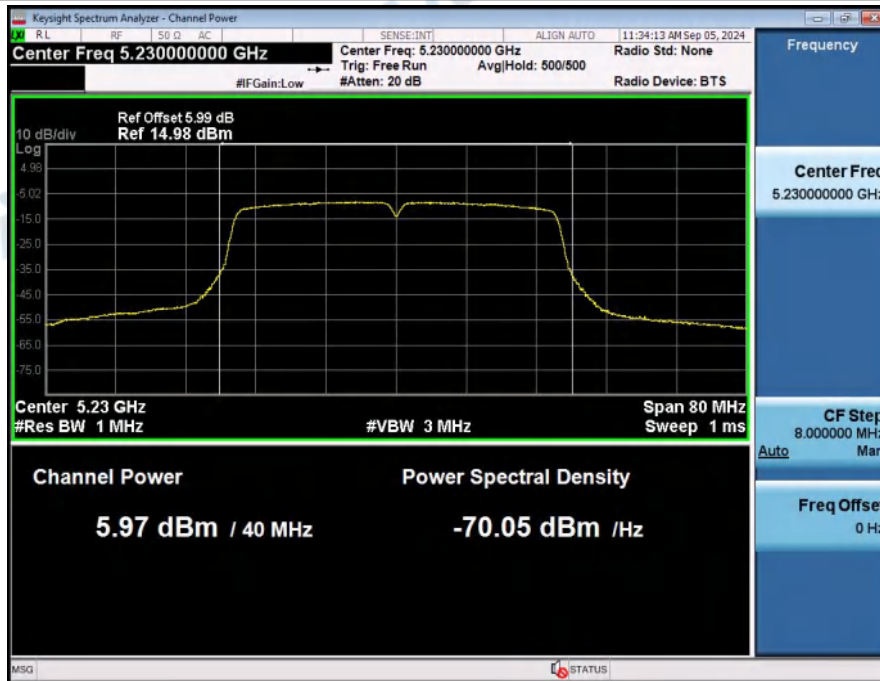 Keysight Spectrum Analyzer - Channel Power
LXI RL RF 50 Ω AC SENSE:INT ALIGN AUTO 11:34:13 AM Sep 05, 2024
Center Freq 5.230000000 GHz
Center Freq: 5.230000000 GHz Radio Std: None
Trig: Free Run Avg|Hold: 500/500
#IFGain:Low #Atten: 20 dB Radio Device: BTS
Frequency
Ref Offset 5.99 dB
10 dB/div Ref 14.98 dBm
Log
4.98
-5.02
-15.0
-25.0
-35.0
-45.0
-55.0
-65.0
-75.0
Center 5.23 GHz Span 80 MHz
#Res BW 1 MHz #VBW 3 MHz Sweep 1 ms
Center Freq
5.230000000 GHz
CF Step
8.000000 MHz
Auto Man
Freq Offset
0 Hz
Channel Power Power Spectral Density
5.97 dBm / 40 MHz -70.05 dBm /Hz
MSG STATUS